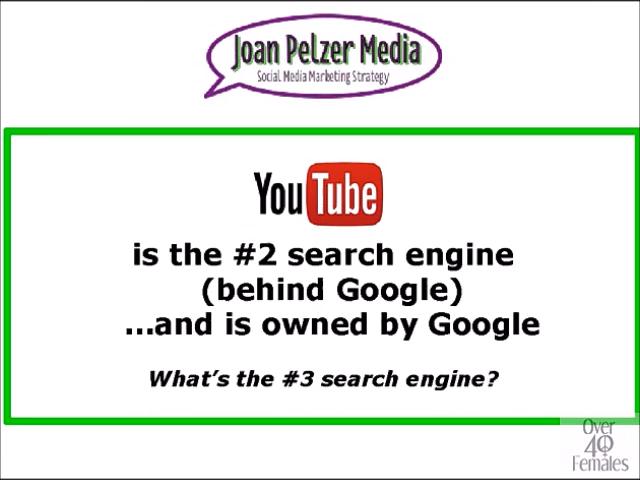 Joan Pelzer Media
Social Media Marketing Strategy
YouTube
is the #2 search engine
(behind Google)
...and is owned by Google
What's the #3 search engine?
Over
40
Females